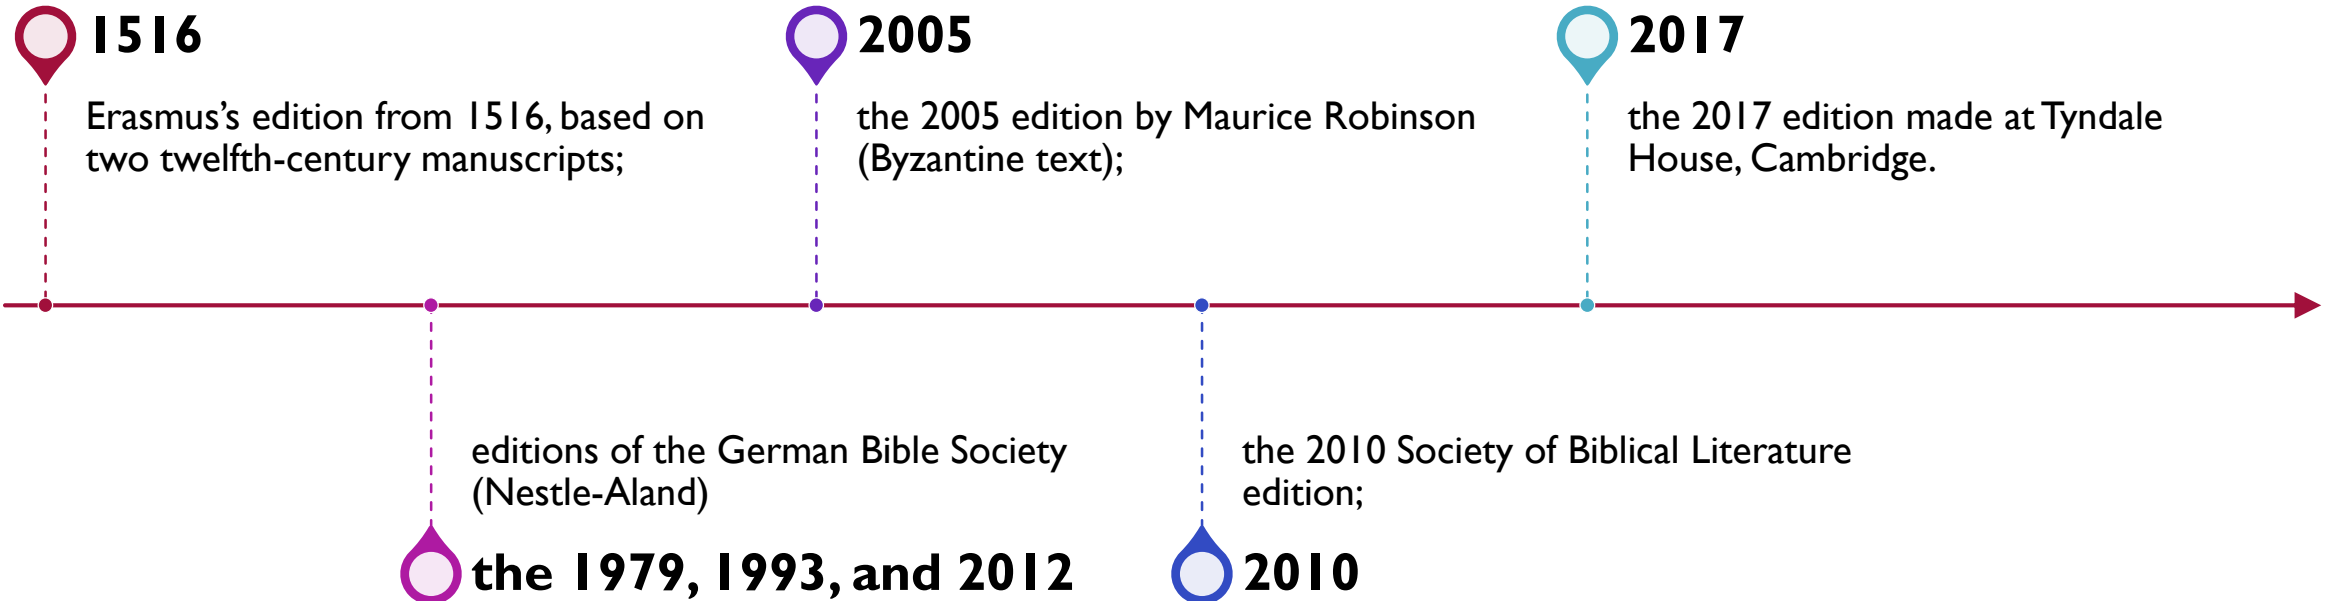 1516
Erasmus’s edition from 1516, based on
two twelfth-century manuscripts;
editions of the German Bible Society
(Nestle-Aland)
the 1979, 1993, and 2012
2005
the 2005 edition by Maurice Robinson
(Byzantine text);
the 2010 Society of Biblical Literature
edition;
2010
2017
the 2017 edition made at Tyndale
House, Cambridge.